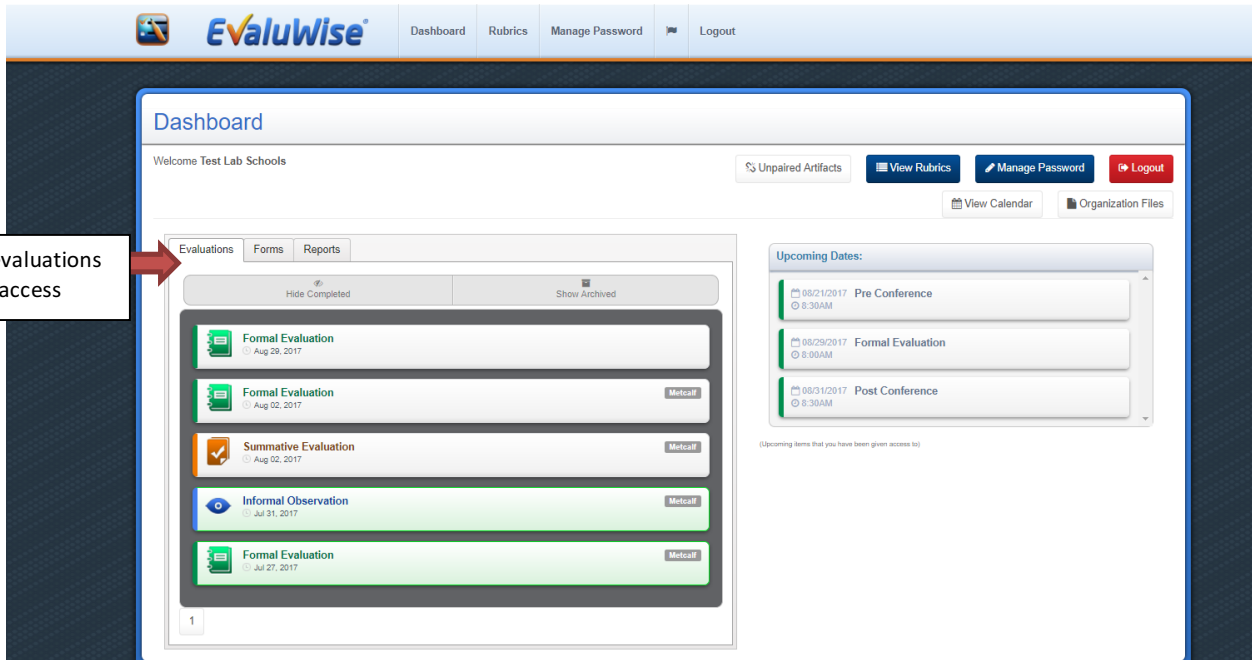 EvaluWise®
Dashboard Rubrics Manage Password Logout
Dashboard
Welcome Test Lab Schools
Unpaired Artifacts View Rubrics Manage Password Logout
View Calendar Organization Files
valuations
access
Evaluations Forms Reports
Hide Completed Show Archived
Formal Evaluation
Aug 29, 2017
Formal Evaluation Metcalf
Aug 02, 2017
Summative Evaluation Metcalf
Aug 02, 2017
Informal Observation Metcalf
Jul 31, 2017
Formal Evaluation Metcalf
Jul 27, 2017
1
Upcoming Dates:
08/21/2017 Pre Conference
8:30AM
08/29/2017 Formal Evaluation
8:00AM
08/31/2017 Post Conference
8:30AM
(Upcoming items that you have been given access to)